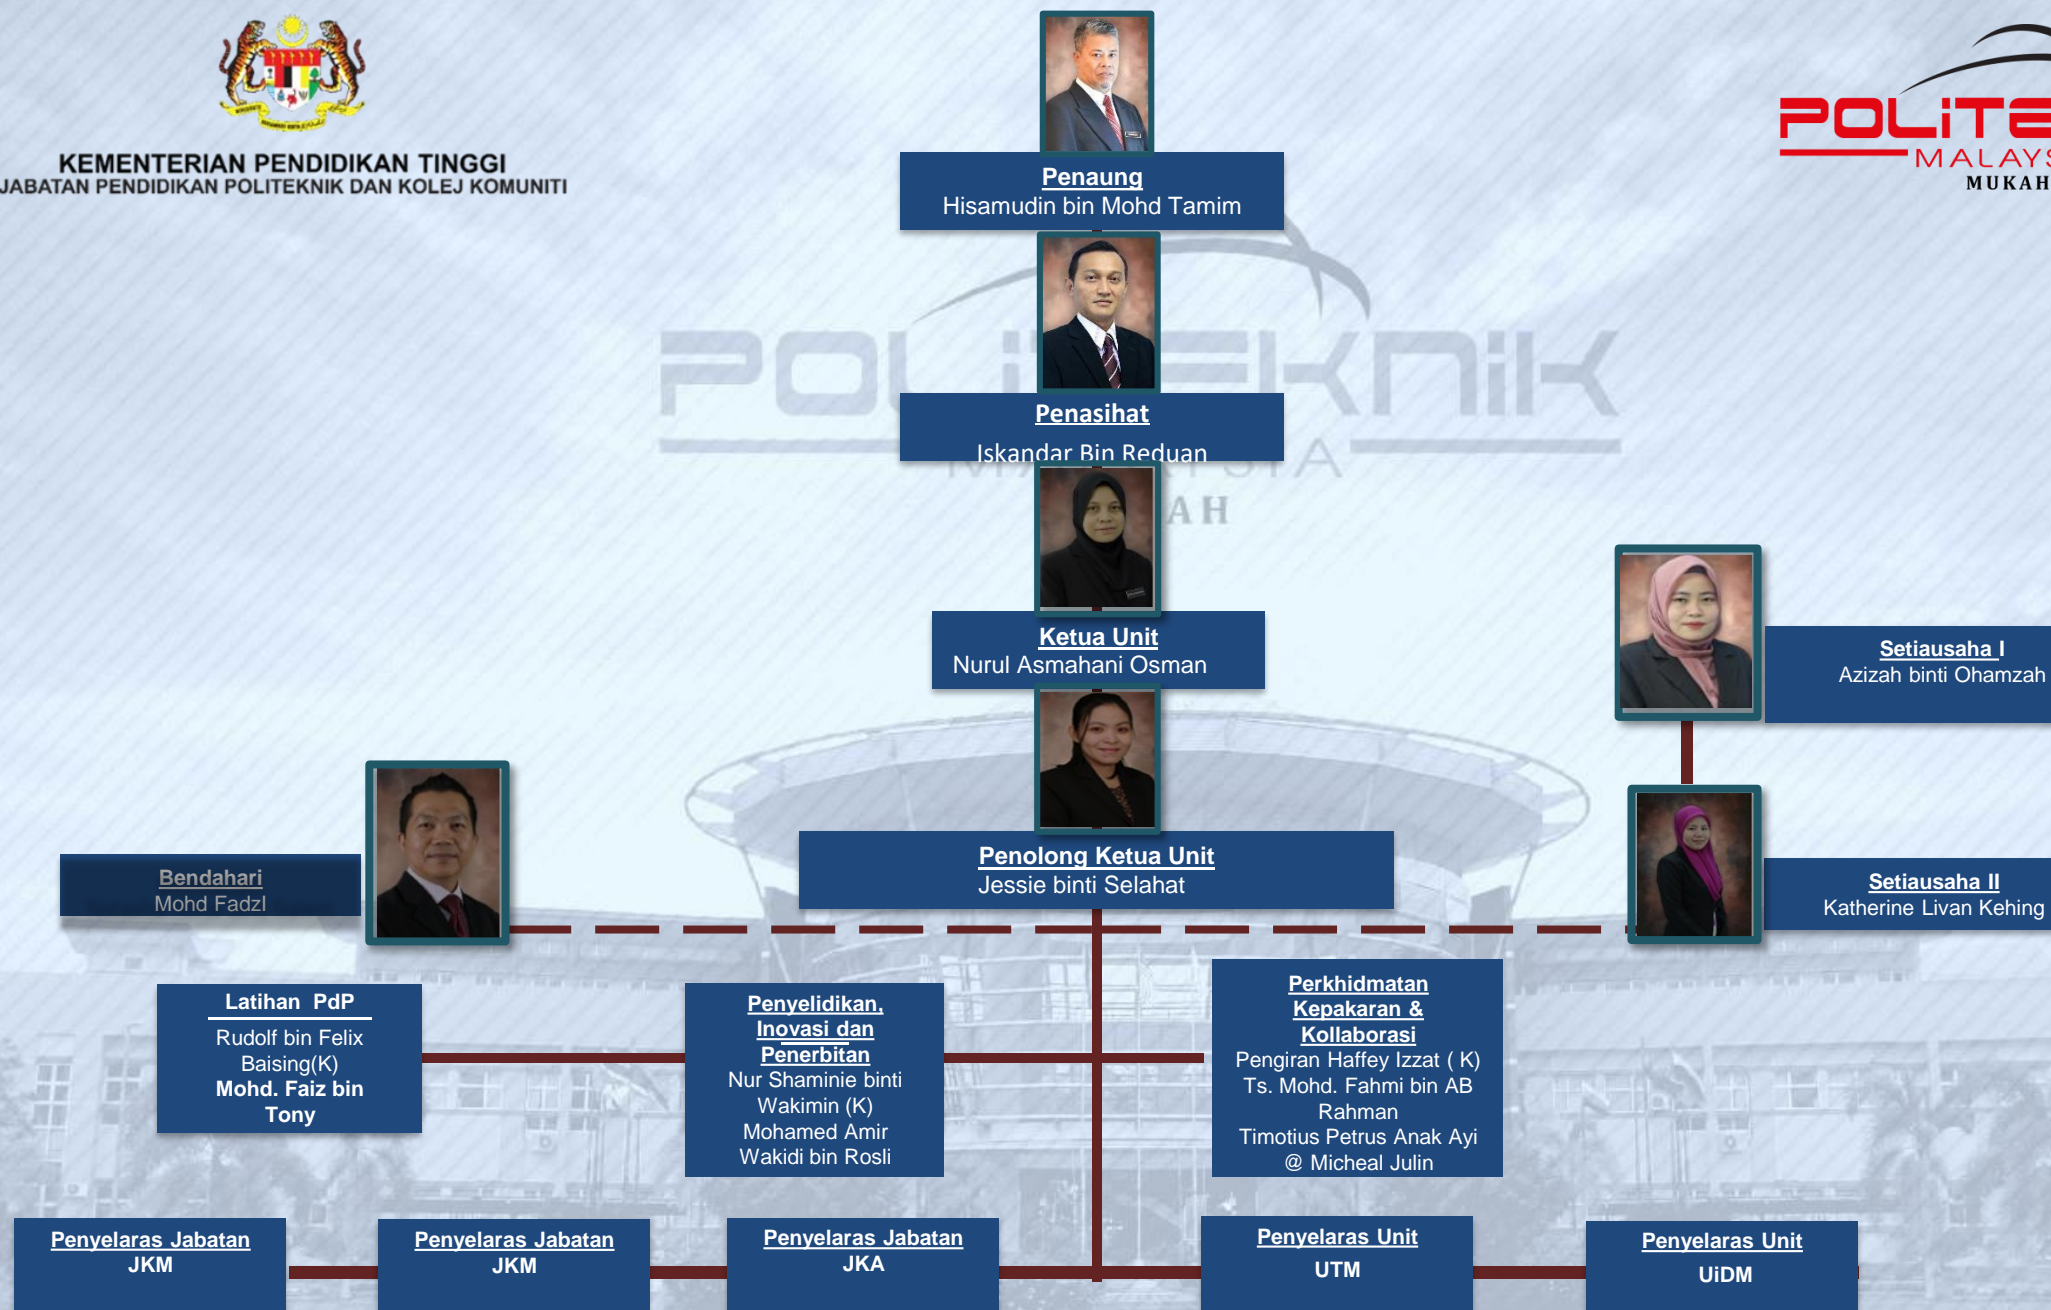 KEMENTERIAN PENDIDIKAN TINGGI
JABATAN PENDIDIKAN POLITEKNIK DAN KOLEJ KOMUNITI
MALAYS
MUKAH
Penaung
Hisamudin bin Mohd Tamim
POLITEKNIK
Penasihat
Iskandar Bin Reduan
Ketua Unit
Nurul Asmahani Osman
Setiausaha I
Azizah binti Ohamzah
Penolong Ketua Unit
Jessie binti Selahat
Bendahari
Mohd Fadzl
Setiausaha II
Katherine Livan Kehing
Latihan PdP
Rudolf bin Felix
Baising(K)
Mohd. Faiz bin
Tony
Penyelidikan,
Inovasi dan
Penerbitan
Nur Shaminie binti
Wakimin (K)
Mohamed Amir
Wakidi bin Rosli
Perkhidmatan
Kepakaran &
Kollaborasi
Pengiran Haffey Izzat ( K)
Ts. Mohd. Fahmi bin AB
Rahman
Timotius Petrus Anak Ayi
@ Micheal Julin
Penyelaras Jabatan
JKM
Penyelaras Jabatan
JKM
Penyelaras Jabatan
JKA
Penyelaras Unit
UTM
Penyelaras Unit
UiDM